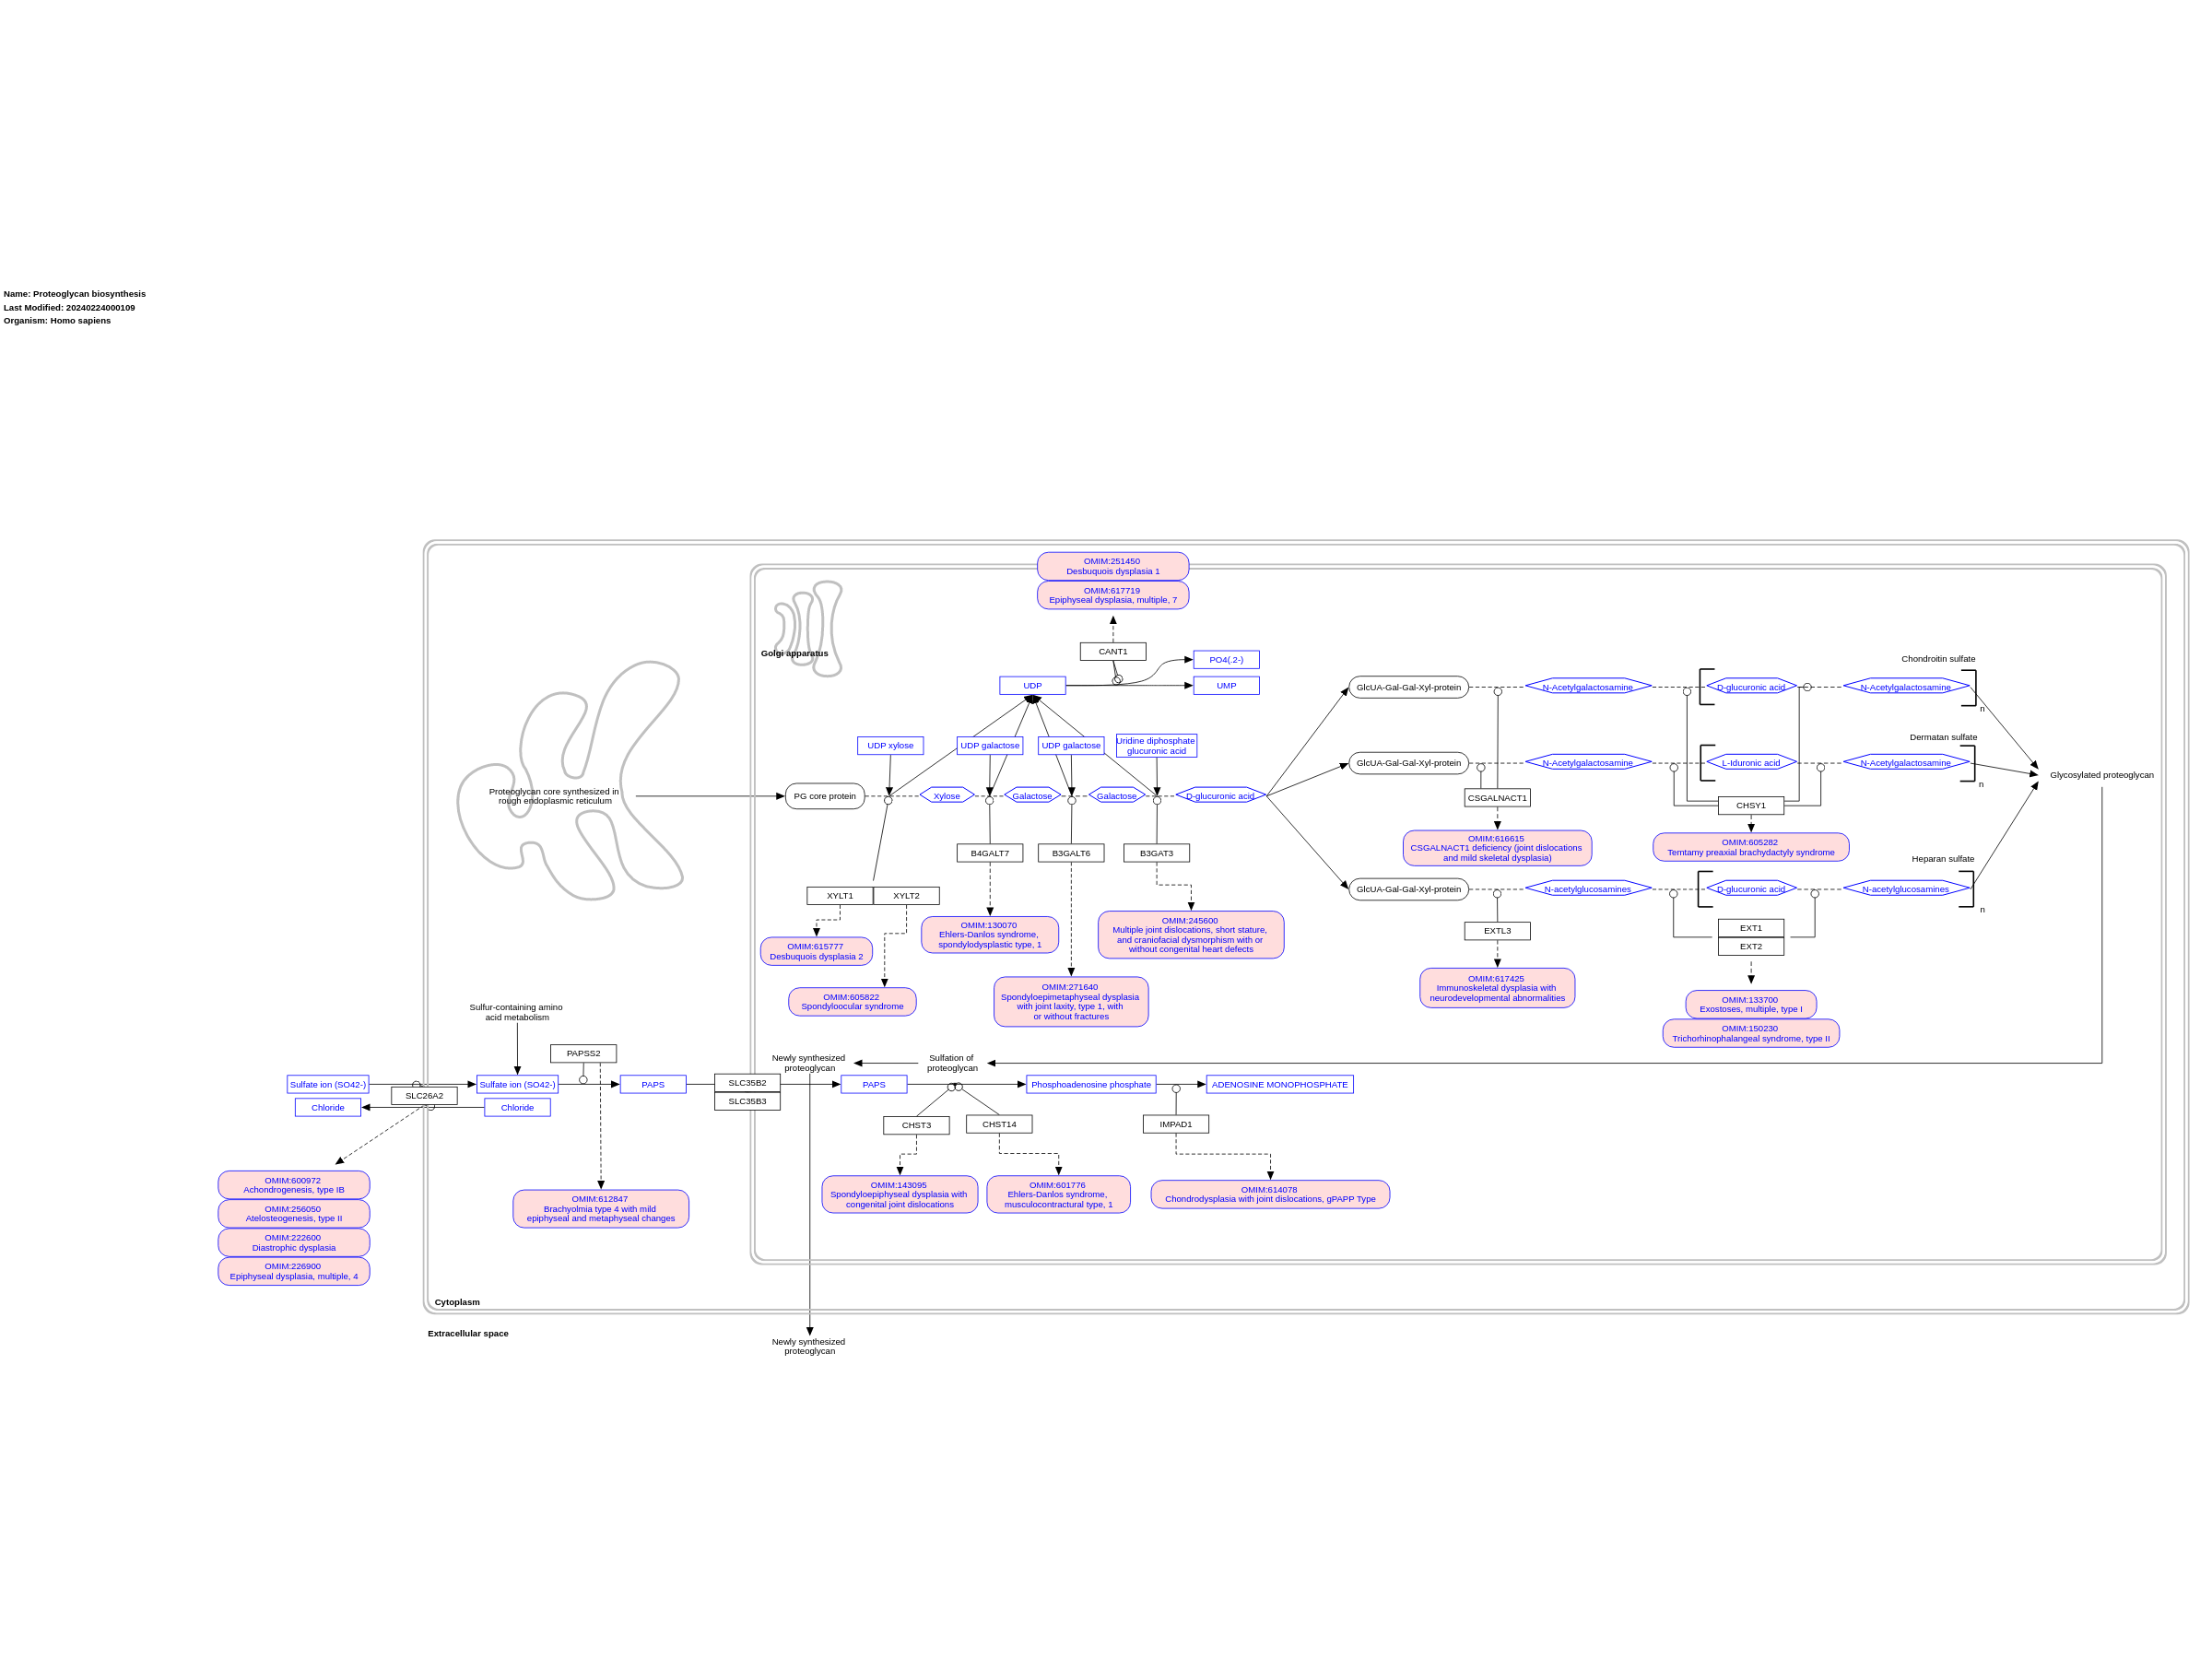 Name: Proteoglycan biosynthesis
Last Modified: 20240224000109
Organism: Homo sapiens
OMIM:251450
Desbuquois dysplasia 1
OMIM:617719
Epiphyseal dysplasia, multiple, 7
Golgi apparatus
CANT1
PO4(.2-)
UDP
UMP
Chondroitin sulfate
GlcUA-Gal-Gal-Xyl-protein
N-Acetylgalactosamine
D-glucuronic acid
N-Acetylgalactosamine
n
UDP xylose
UDP galactose
UDP galactose
Uridine diphosphate
glucuronic acid
Dermatan sulfate
GlcUA-Gal-Gal-Xyl-protein
N-Acetylgalactosamine
L-Iduronic acid
N-Acetylgalactosamine
n
Glycosylated proteoglycan
Proteoglycan core synthesized in
rough endoplasmic reticulum
PG core protein
Xylose
Galactose
Galactose
D-glucuronic acid
CSGALNACT1
CHSY1
OMIM:616615
CSGALNACT1 deficiency (joint dislocations
and mild skeletal dysplasia)
OMIM:605282
Temtamy preaxial brachydactyly syndrome
B4GALT7
B3GALT6
B3GAT3
Heparan sulfate
GlcUA-Gal-Gal-Xyl-protein
N-acetylglucosamines
D-glucuronic acid
N-acetylglucosamines
n
XYLT1
XYLT2
EXTL3
EXT1
EXT2
OMIM:615777
Desbuquois dysplasia 2
OMIM:130070
Ehlers-Danlos syndrome,
spondylodysplastic type, 1
OMIM:245600
Multiple joint dislocations, short stature,
and craniofacial dysmorphism with or
without congenital heart defects
OMIM:605822
Spondyloocular syndrome
OMIM:271640
Spondyloepimetaphyseal dysplasia
with joint laxity, type 1, with
or without fractures
OMIM:617425
Immunoskeletal dysplasia with
neurodevelopmental abnormalities
OMIM:133700
Exostoses, multiple, type I
OMIM:150230
Trichorhinophalangeal syndrome, type II
Sulfur-containing amino
acid metabolism
PAPSS2
Newly synthesized
proteoglycan
Sulfation of
proteoglycan
Sulfate ion (SO42-)
SLC26A2
Sulfate ion (SO42-)
PAPS
SLC35B2
SLC35B3
PAPS
Phosphoadenosine phosphate
ADENOSINE MONOPHOSPHATE
Chloride
Chloride
CHST3
CHST14
IMPAD1
OMIM:600972
Achondrogenesis, type IB
OMIM:256050
Atelosteogenesis, type II
OMIM:222600
Diastrophic dysplasia
OMIM:226900
Epiphyseal dysplasia, multiple, 4
OMIM:612847
Brachyolmia type 4 with mild
epiphyseal and metaphyseal changes
OMIM:143095
Spondyloepiphyseal dysplasia with
congenital joint dislocations
OMIM:601776
Ehlers-Danlos syndrome,
musculocontractural type, 1
OMIM:614078
Chondrodysplasia with joint dislocations, gPAPP Type
Cytoplasm
Extracellular space
Newly synthesized
proteoglycan